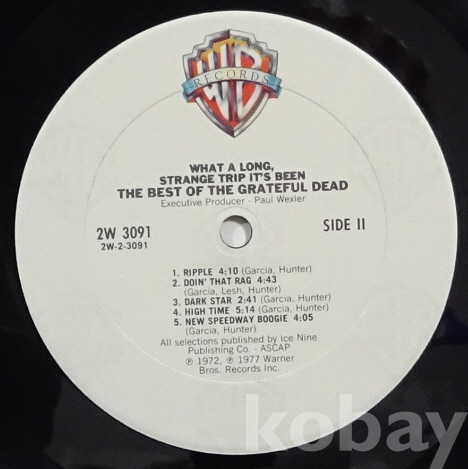 WB
RECORDS
WHAT A LONG,
STRANGE TRIP IT'S BEEN
THE BEST OF THE GRATEFUL DEAD
Executive Producer - Paul Wexler
2W 3091
2W-2-3091
SIDE II
1. RIPPLE 4:10 (Garcia, Hunter)
2. DOIN' THAT RAG 4:43
(Garcia, Lesh, Hunter)
3. DARK STAR 2:41 (Garcia, Hunter)
4. HIGH TIME 5:14 (Garcia, Hunter)
5. NEW SPEEDWAY BOOGIE 4:05
(Garcia, Hunter)
All selections published by Ice Nine
Publishing Co. - ASCAP
℗ 1972, ℗ 1977 Warner
Bros. Records Inc.
kobay